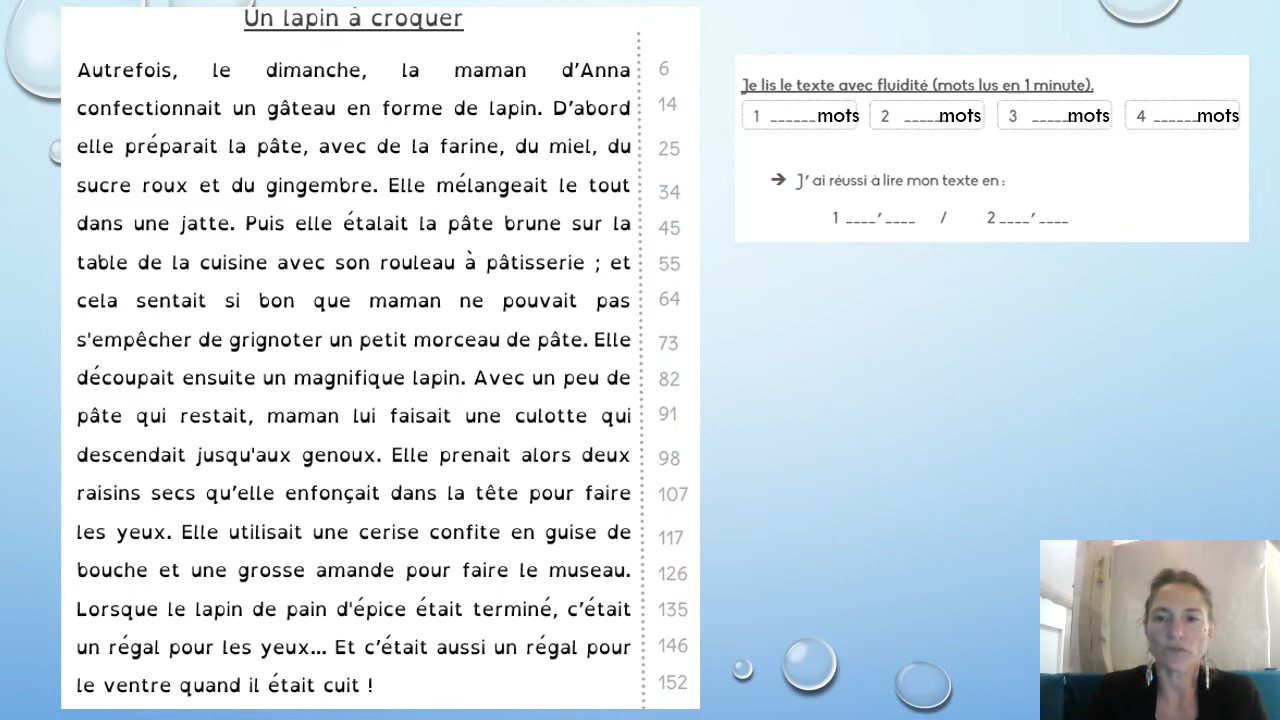 Un lapin à croquer
Autrefois, le dimanche, la maman d’Anna 6
confectionnait un gâteau en forme de lapin. D’abord 14
elle préparait la pâte, avec de la farine, du miel, du 25
sucre roux et du gingembre. Elle mélangeait le tout 34
dans une jatte. Puis elle étalait la pâte brune sur la 45
table de la cuisine avec son rouleau à pâtisserie ; et 55
cela sentait si bon que maman ne pouvait pas 64
s'empêcher de grignoter un petit morceau de pâte. Elle 73
découpait ensuite un magnifique lapin. Avec un peu de 82
pâte qui restait, maman lui faisait une culotte qui 91
descendait jusqu'aux genoux. Elle prenait alors deux 98
raisins secs qu’elle enfonçait dans la tête pour faire 107
les yeux. Elle utilisait une cerise confite en guise de 117
bouche et une grosse amande pour faire le museau. 126
Lorsque le lapin de pain d'épice était terminé, c’était 135
un régal pour les yeux... Et c’était aussi un régal pour 146
le ventre quand il était cuit ! 152
Je lis le texte avec fluidité (mots lus en 1 minute).
1 ______mots 2 _____mots 3 _____mots 4 ______mots
➔ J’ ai réussi à lire mon texte en :
1 ____’____ / 2 ____’____